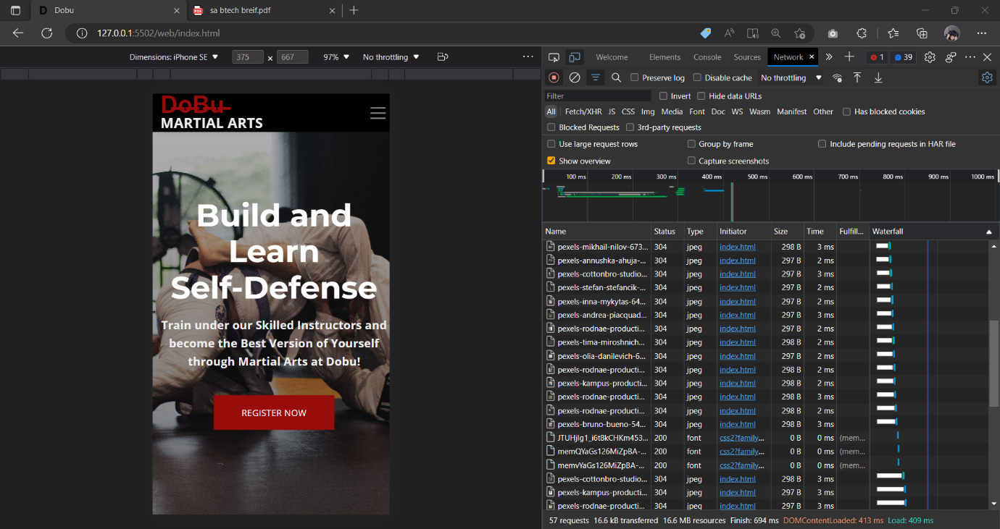 Dobu
sa btech breif.pdf
127.0.0.1:5502/web/index.html
Dimensions: iPhone SE
375 × 667
97%
No throttling
DoBu
MARTIAL ARTS
Build and
Learn
Self-Defense
Train under our Skilled Instructors and
become the Best Version of Yourself
through Martial Arts at Dobu!
REGISTER NOW
Welcome Elements Console Sources Network 1 39
Preserve log Disable cache No throttling
Filter Invert Hide data URLs
All Fetch/XHR JS CSS Img Media Font Doc WS Wasm Manifest Other Has blocked cookies
Blocked Requests 3rd-party requests
Use large request rows Group by frame Include pending requests in HAR file
Show overview Capture screenshots
100 ms 200 ms 300 ms 400 ms 500 ms 600 ms 700 ms 800 ms 900 ms 1000 ms
Name Status Type Initiator Size Time Fulfill... Waterfall
pexels-mikhail-nilov-673... 304 jpeg index.html 298 B 3 ms
pexels-annushka-ahuja-... 304 jpeg index.html 297 B 2 ms
pexels-cottonbro-studio... 304 jpeg index.html 297 B 3 ms
pexels-stefan-stefancik-... 304 jpeg index.html 297 B 2 ms
pexels-inna-mykytas-64... 304 jpeg index.html 297 B 2 ms
pexels-andrea-piacquad... 304 jpeg index.html 297 B 3 ms
pexels-rodnae-producti... 304 jpeg index.html 298 B 2 ms
pexels-tima-miroshnich... 304 jpeg index.html 298 B 2 ms
pexels-olia-danilevich-6... 304 jpeg index.html 297 B 2 ms
pexels-rodnae-producti... 304 jpeg index.html 297 B 2 ms
pexels-kampus-producti... 304 jpeg index.html 297 B 2 ms
pexels-rodnae-producti... 304 jpeg index.html 298 B 3 ms
pexels-rodnae-producti... 304 jpeg index.html 298 B 2 ms
pexels-bruno-bueno-54... 304 jpeg index.html 298 B 3 ms
JTUHjIg1_i6t8kCHKm453... 200 font css2?family... 0 B 0 ms (mem...
memQYaGs126MiZpBA-... 200 font css2?family... 0 B 0 ms (mem...
memvYaGs126MiZpBA-... 200 font css2?family... 0 B 0 ms (mem...
pexels-cottonbro-studio... 304 jpeg index.html 298 B 3 ms
pexels-kampus-producti... 304 jpeg index.html 297 B 3 ms
pexels-rodnae-producti... 304 jpeg index.html 297 B 3 ms
57 requests 16.6 kB transferred 16.6 MB resources Finish: 694 ms DOMContentLoaded: 413 ms Load: 409 ms